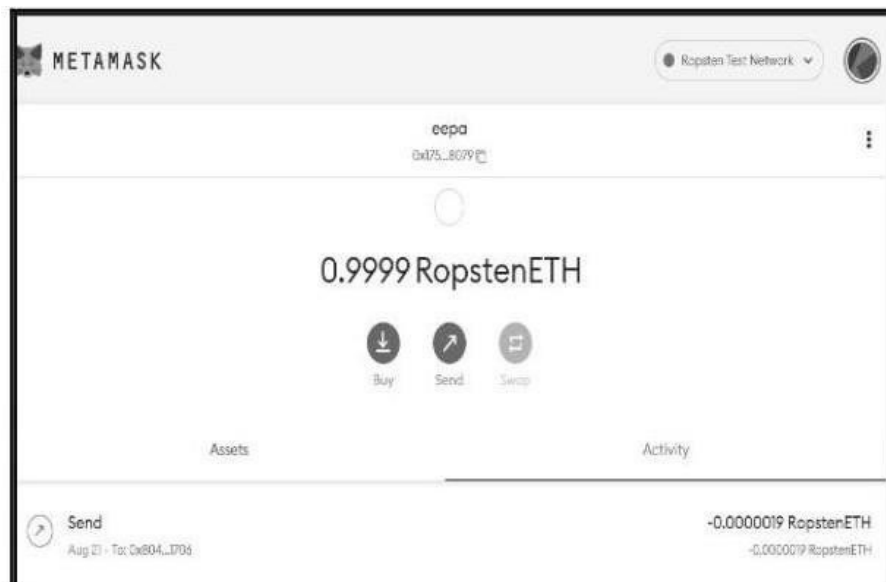 METAMASK
Ropsten Test Network
eepa
0x175...8079
0.9999 RopstenETH
Buy
Send
Swap
Assets
Activity
Send
-0.0000019 RopstenETH
Aug 21 - To: 0x804...1706
-0.0000019 RopstenETH